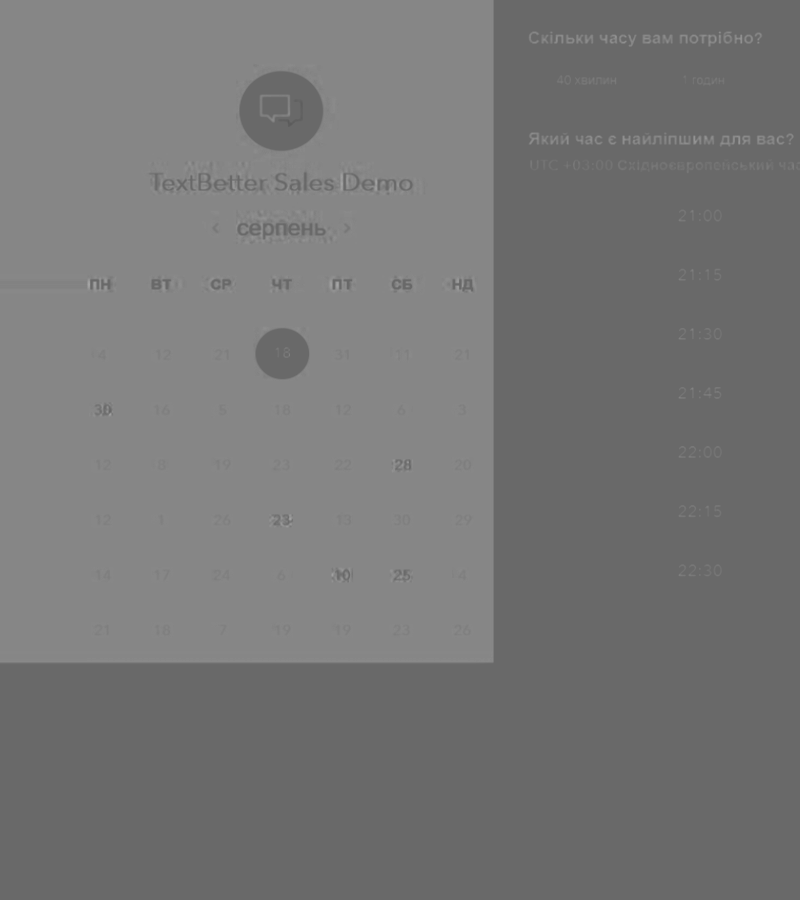 TextBetter Sales Demo
серпень
ПН ВТ СР ЧТ ПТ СБ НД
14 12 21 18 31 11 21
30 16 5 18 12 6 3
12 8 19 23 22 28 20
12 1 26 23 13 30 29
14 17 24 6 10 25 4
21 18 7 19 19 23 26
Скільки часу вам потрібно?
40 хвилин 1 годин
Який час є найліпшим для вас?
UTC +03:00 Східноєвропейський час
21:00
21:15
21:30
21:45
22:00
22:15
22:30